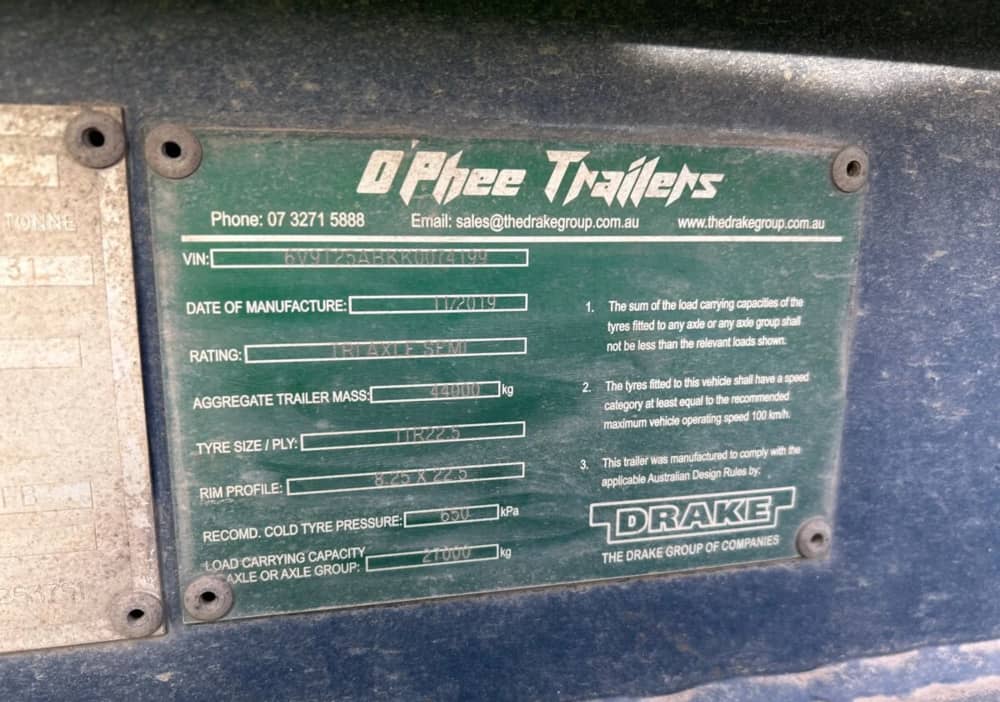 TONNE
O'Phee Trailers
Phone: 07 3271 5888 Email: sales@thedrakegroup.com.au www.thedrakegroup.com.au
VIN: 6V9T25ABKK0074199
DATE OF MANUFACTURE: 11/2019
RATING: TRI AXLE SEMI
AGGREGATE TRAILER MASS: 44000 kg
TYRE SIZE / PLY: 11R22.5
RIM PROFILE: 8.25 X 22.5
RECOMD. COLD TYRE PRESSURE: 650 kPa
LOAD CARRYING CAPACITY
AXLE OR AXLE GROUP: 21000 kg
1. The sum of the load carrying capacities of the
tyres fitted to any axle or any axle group shall
not be less than the relevant loads shown.
2. The tyres fitted to this vehicle shall have a speed
category at least equal to the recommended
maximum vehicle operating speed 100 km/h.
3. This trailer was manufactured to comply with the
applicable Australian Design Rules by:
DRAKE
THE DRAKE GROUP OF COMPANIES